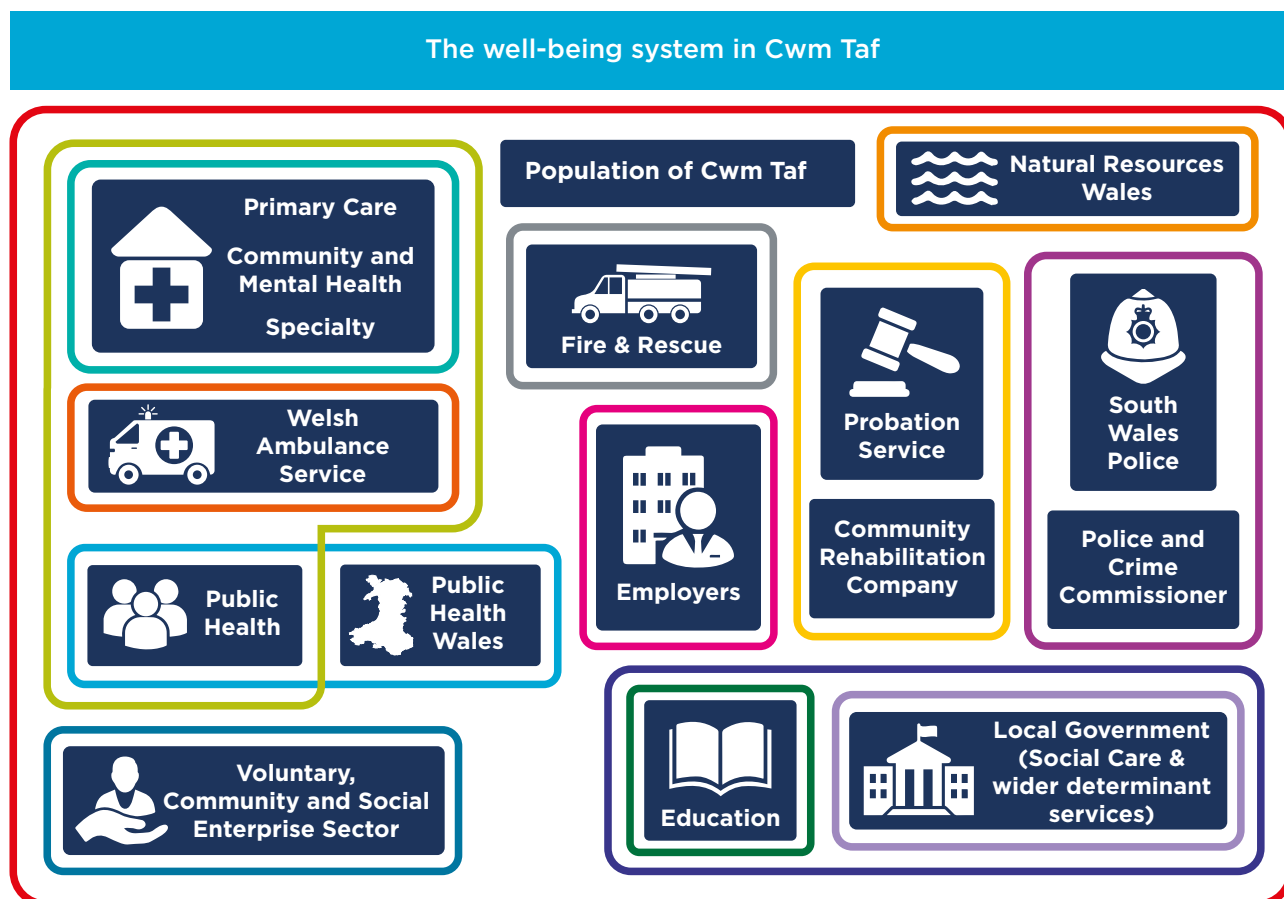 The well-being system in Cwm Taf
Population of Cwm Taf
Natural Resources
Wales
Primary Care
Community and
Mental Health
Specialty
Fire & Rescue
Welsh
Ambulance
Service
Employers
Probation
Service
Community
Rehabilitation
Company
South
Wales
Police
Police and
Crime
Commissioner
Public
Health
Public
Health
Wales
Voluntary,
Community and Social
Enterprise Sector
Education
Local Government
(Social Care &
wider determinant
services)